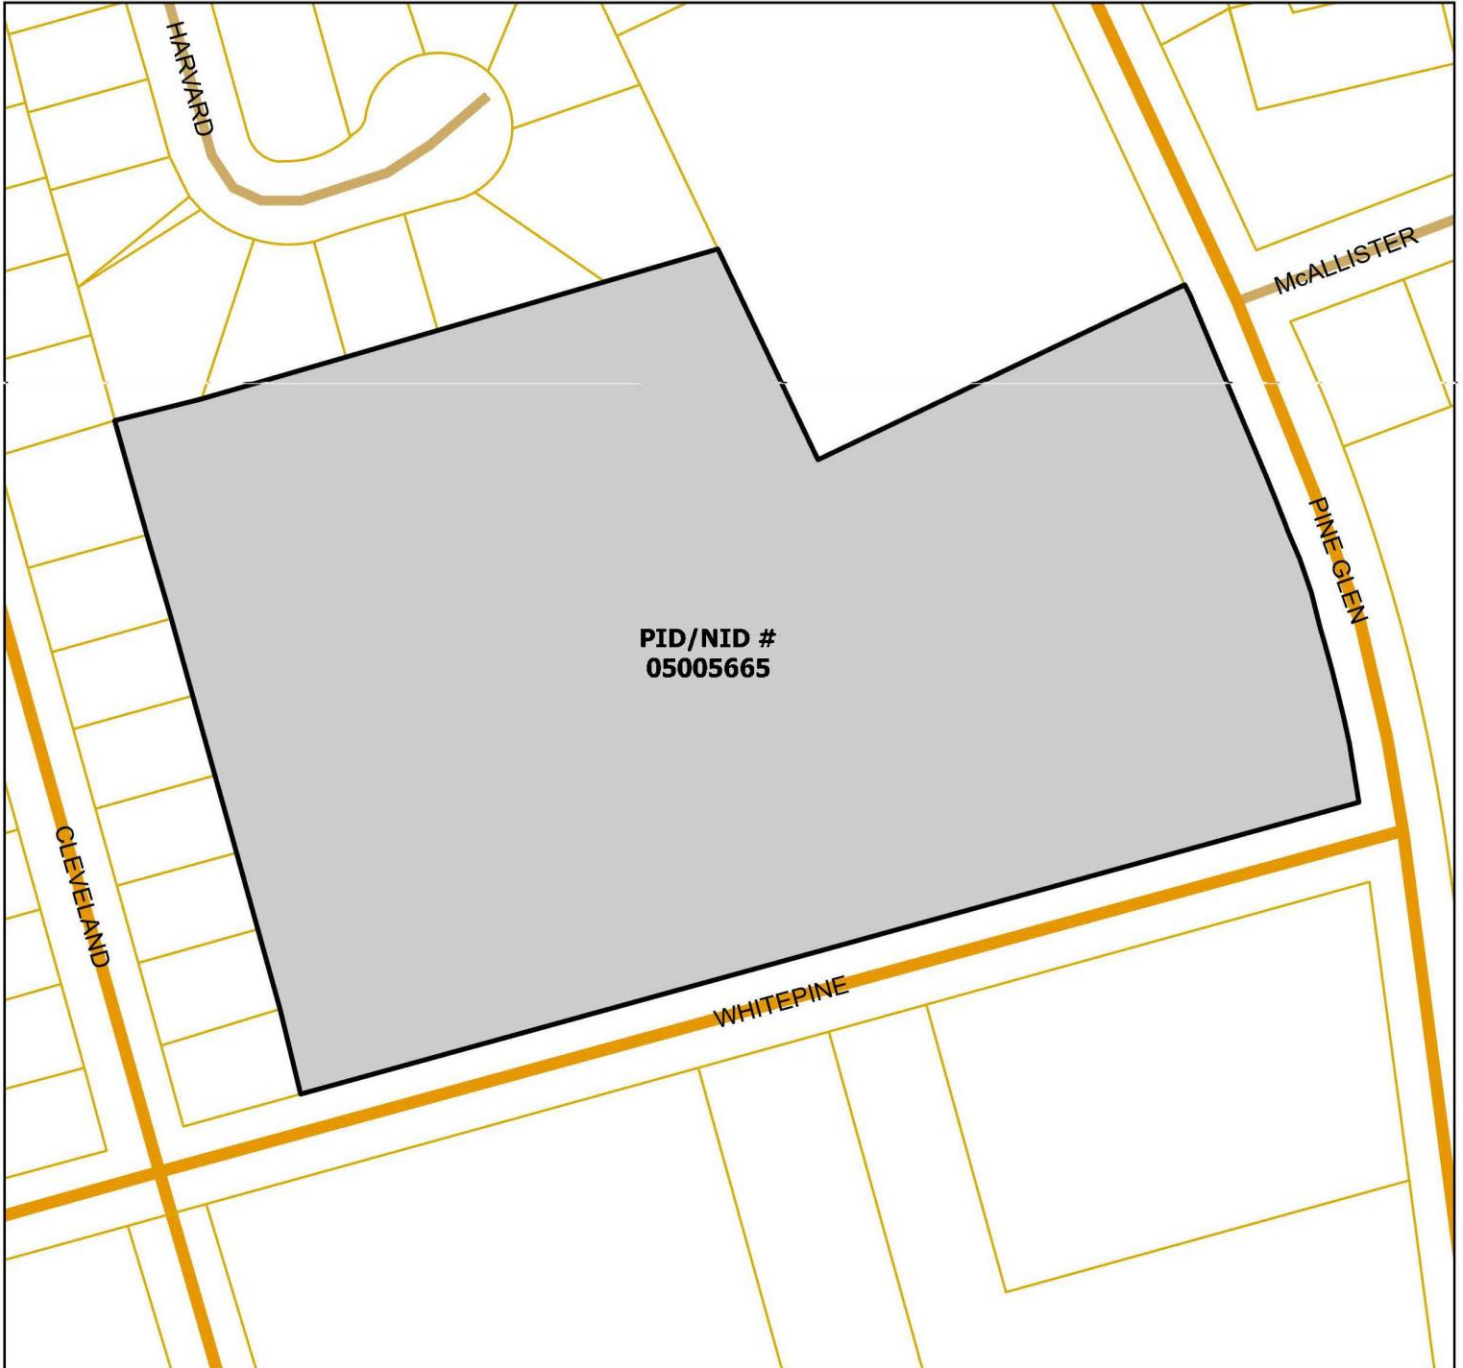 HARVARD
McALLISTER
PINE GLEN
PID/NID #
05005665
CLEVELAND
WHITEPINE